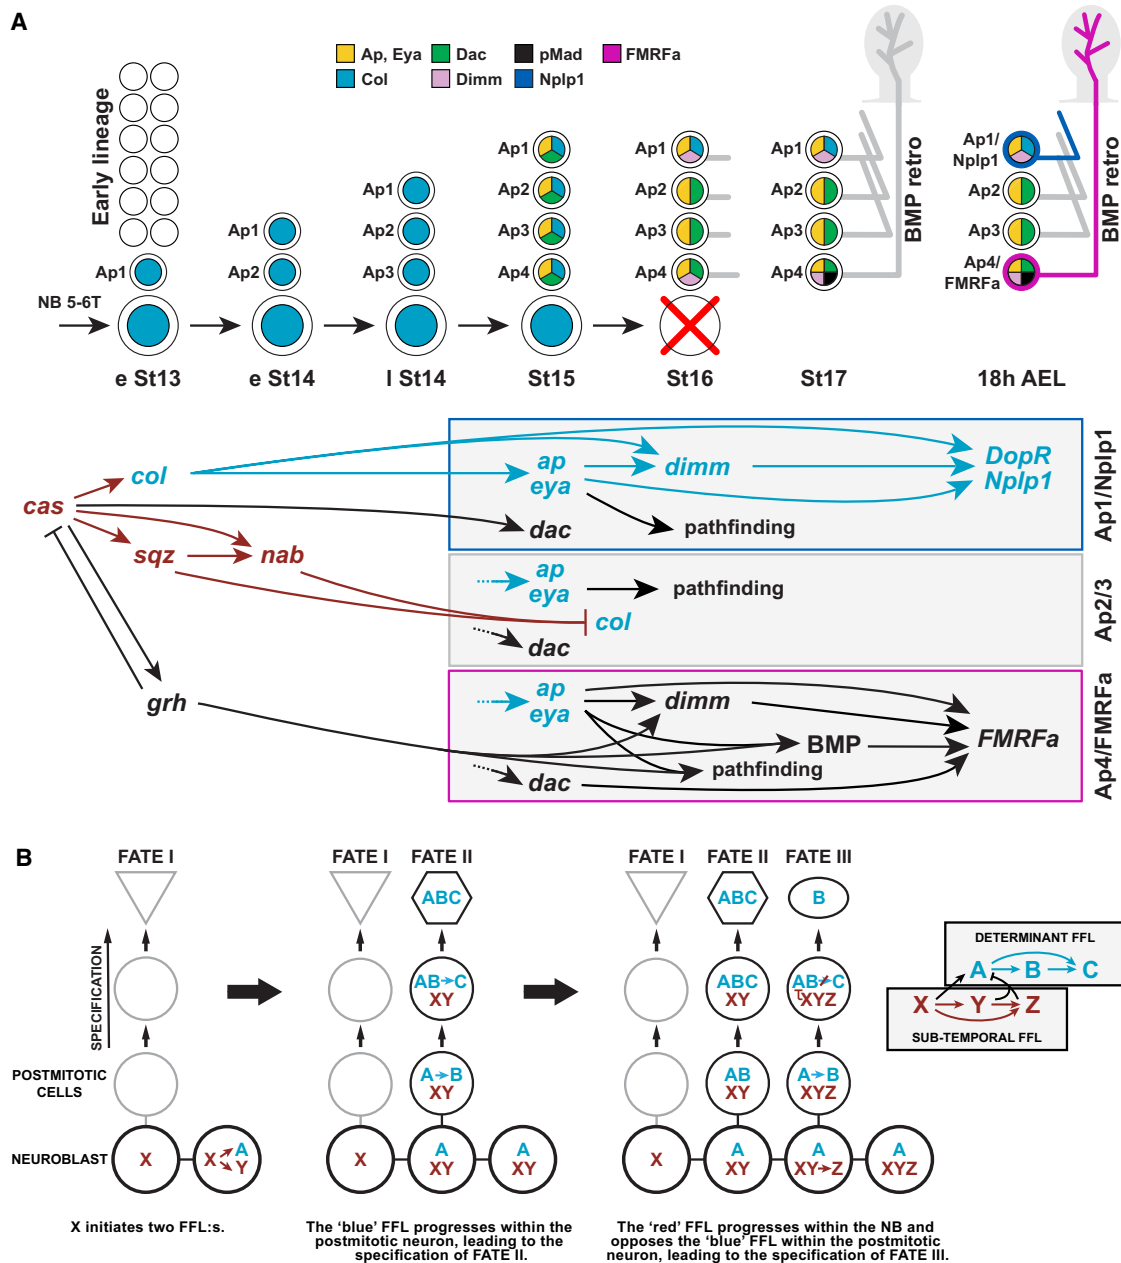 A
Ap, Eya
Dac
pMad
FMRFa
Col
Dimm
Nplp1
Early lineage
Ap1
NB 5-6T
Ap1
Ap2
Ap1
Ap2
Ap3
Ap1
Ap2
Ap3
Ap4
Ap1
Ap2
Ap3
Ap4
Ap1
Ap2
Ap3
Ap4
BMP retro
Ap1/
Nplp1
Ap2
Ap3
Ap4/
FMRFa
BMP retro
e St13
e St14
l St14
St15
St16
St17
18h AEL
cas
col
sqz
nab
grh
ap
eya
dimm
DopR
Nplp1
dac
pathfinding
Ap1/Nplp1
ap
eya
pathfinding
col
dac
Ap2/3
ap
eya
dimm
BMP
FMRFa
pathfinding
dac
Ap4/FMRFa
B
FATE I
SPECIFICATION
POSTMITOTIC
CELLS
NEUROBLAST
X
X A
Y
X initiates two FFL:s.
FATE I
FATE II
ABC
AB C
XY
A B
XY
X
A
XY
A
XY
The ‘blue’ FFL progresses within the
postmitotic neuron, leading to the
specification of FATE II.
FATE I
FATE II
FATE III
ABC
B
ABC
XY
AB C
XYZ
AB
XY
A B
XYZ
X
A
XY
A
XY Z
A
XYZ
The ‘red’ FFL progresses within the NB and
opposes the ‘blue’ FFL within the postmitotic
neuron, leading to the specification of FATE III.
DETERMINANT FFL
A B C
X Y Z
SUB-TEMPORAL FFL